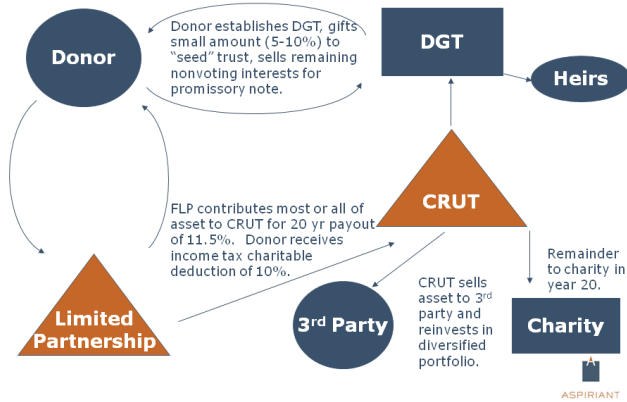 Donor
Donor establishes DGT, gifts
small amount (5-10%) to
“seed” trust, sells remaining
nonvoting interests for
promissory note.
DGT
Heirs
CRUT
FLP contributes most or all of
asset to CRUT for 20 yr payout
of 11.5%. Donor receives
income tax charitable
deduction of 10%.
Limited
Partnership
3rd Party
CRUT sells
asset to 3rd
party and
reinvests in
diversified
portfolio.
Remainder
to charity in
year 20.
Charity
ASPIRIANT